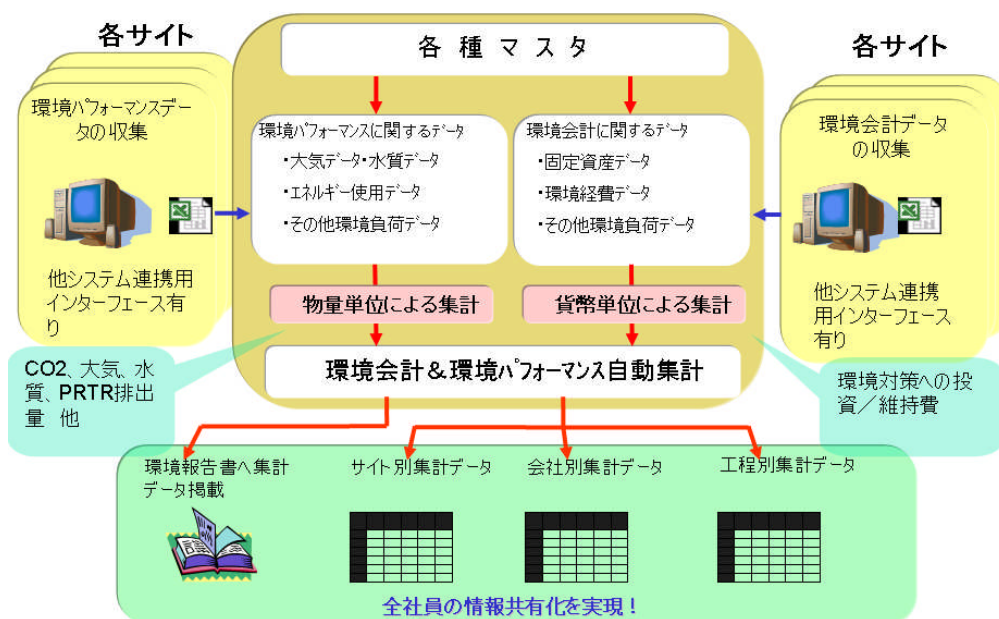 各サイト
環境パフォーマンスデー
タの収集
他システム連携用
インターフェース有
り
各種マスタ
環境パフォーマンスに関するデータ
・大気データ・水質データ
・エネルギー使用データ
・その他環境負荷データ
環境会計に関するデータ
・固定資産データ
・環境経費データ
・その他環境負荷データ
各サイト
環境会計データ
の収集
他システム連携
用インターフェース
有り
物量単位による集計
貨幣単位による集計
環境会計＆環境パフォーマンス自動集計
CO2、大気、水
質、PRTR排出
量 他
環境対策への投
資／維持費
環境報告書へ集計
データ掲載
サイト別集計データ
会社別集計データ
工程別集計データ
全社員の情報共有化を実現！